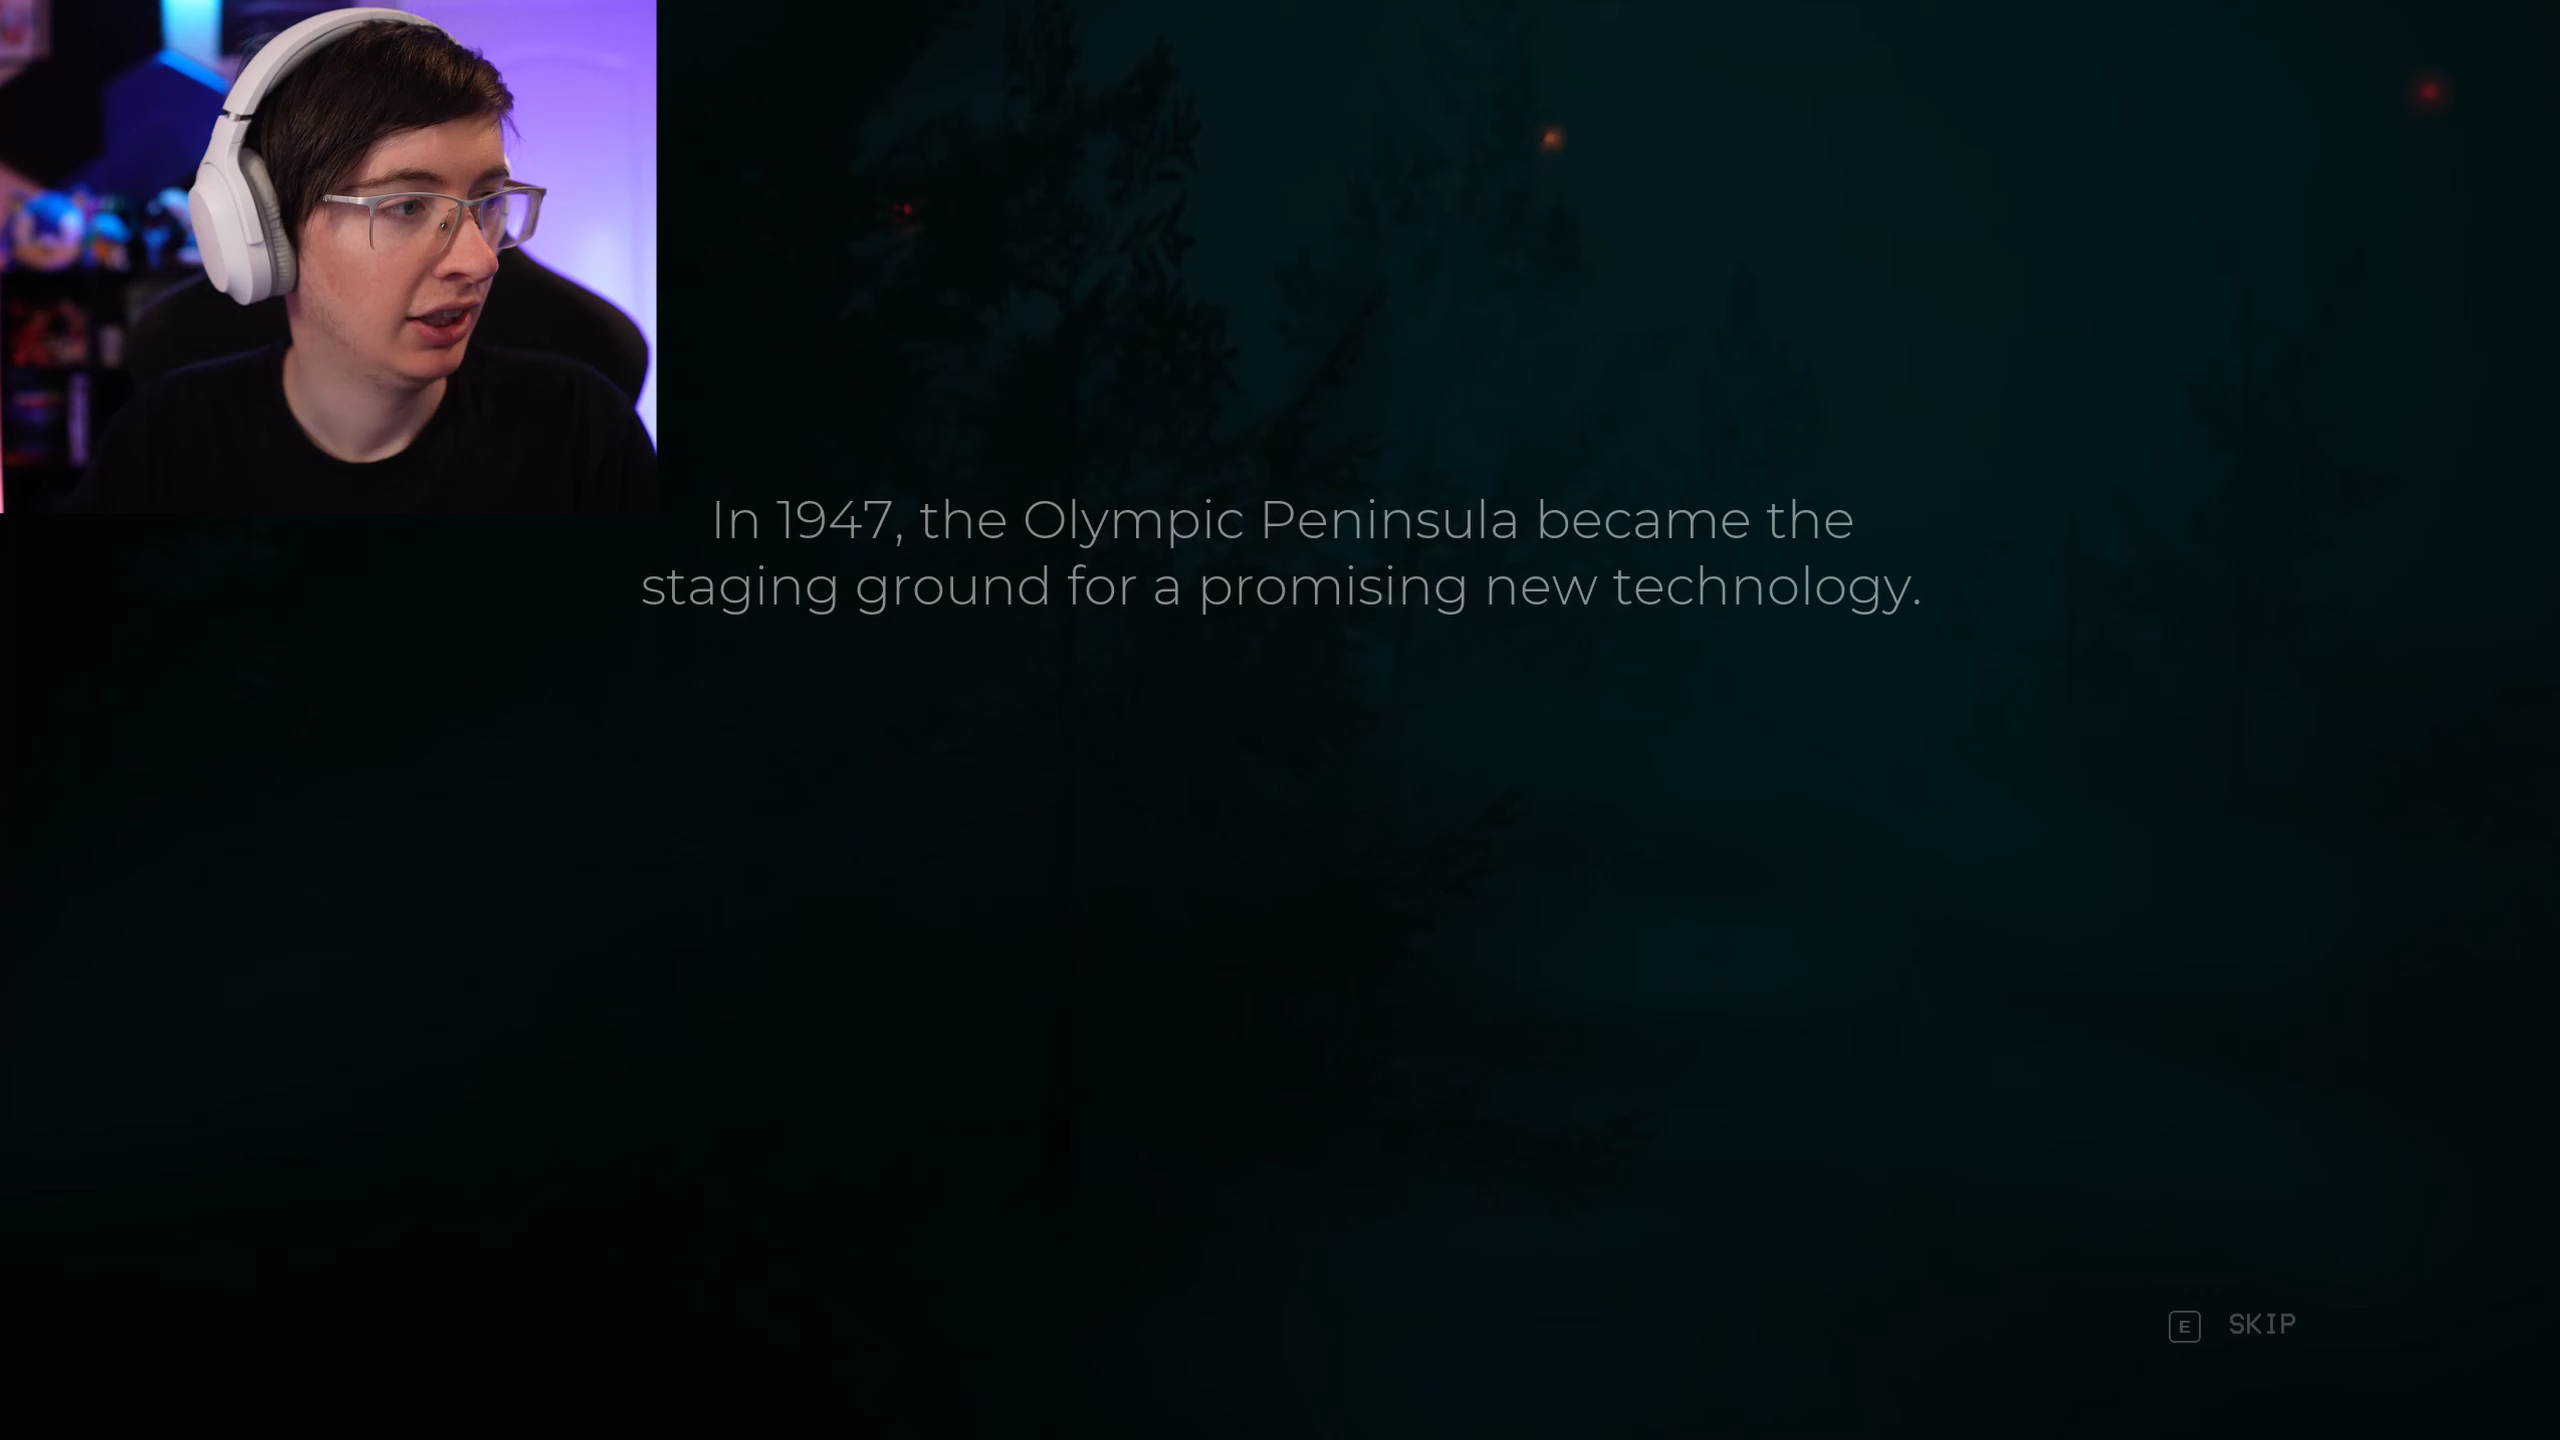 In 1947, the Olympic Peninsula became the
staging ground for a promising new technology.
E SKIP